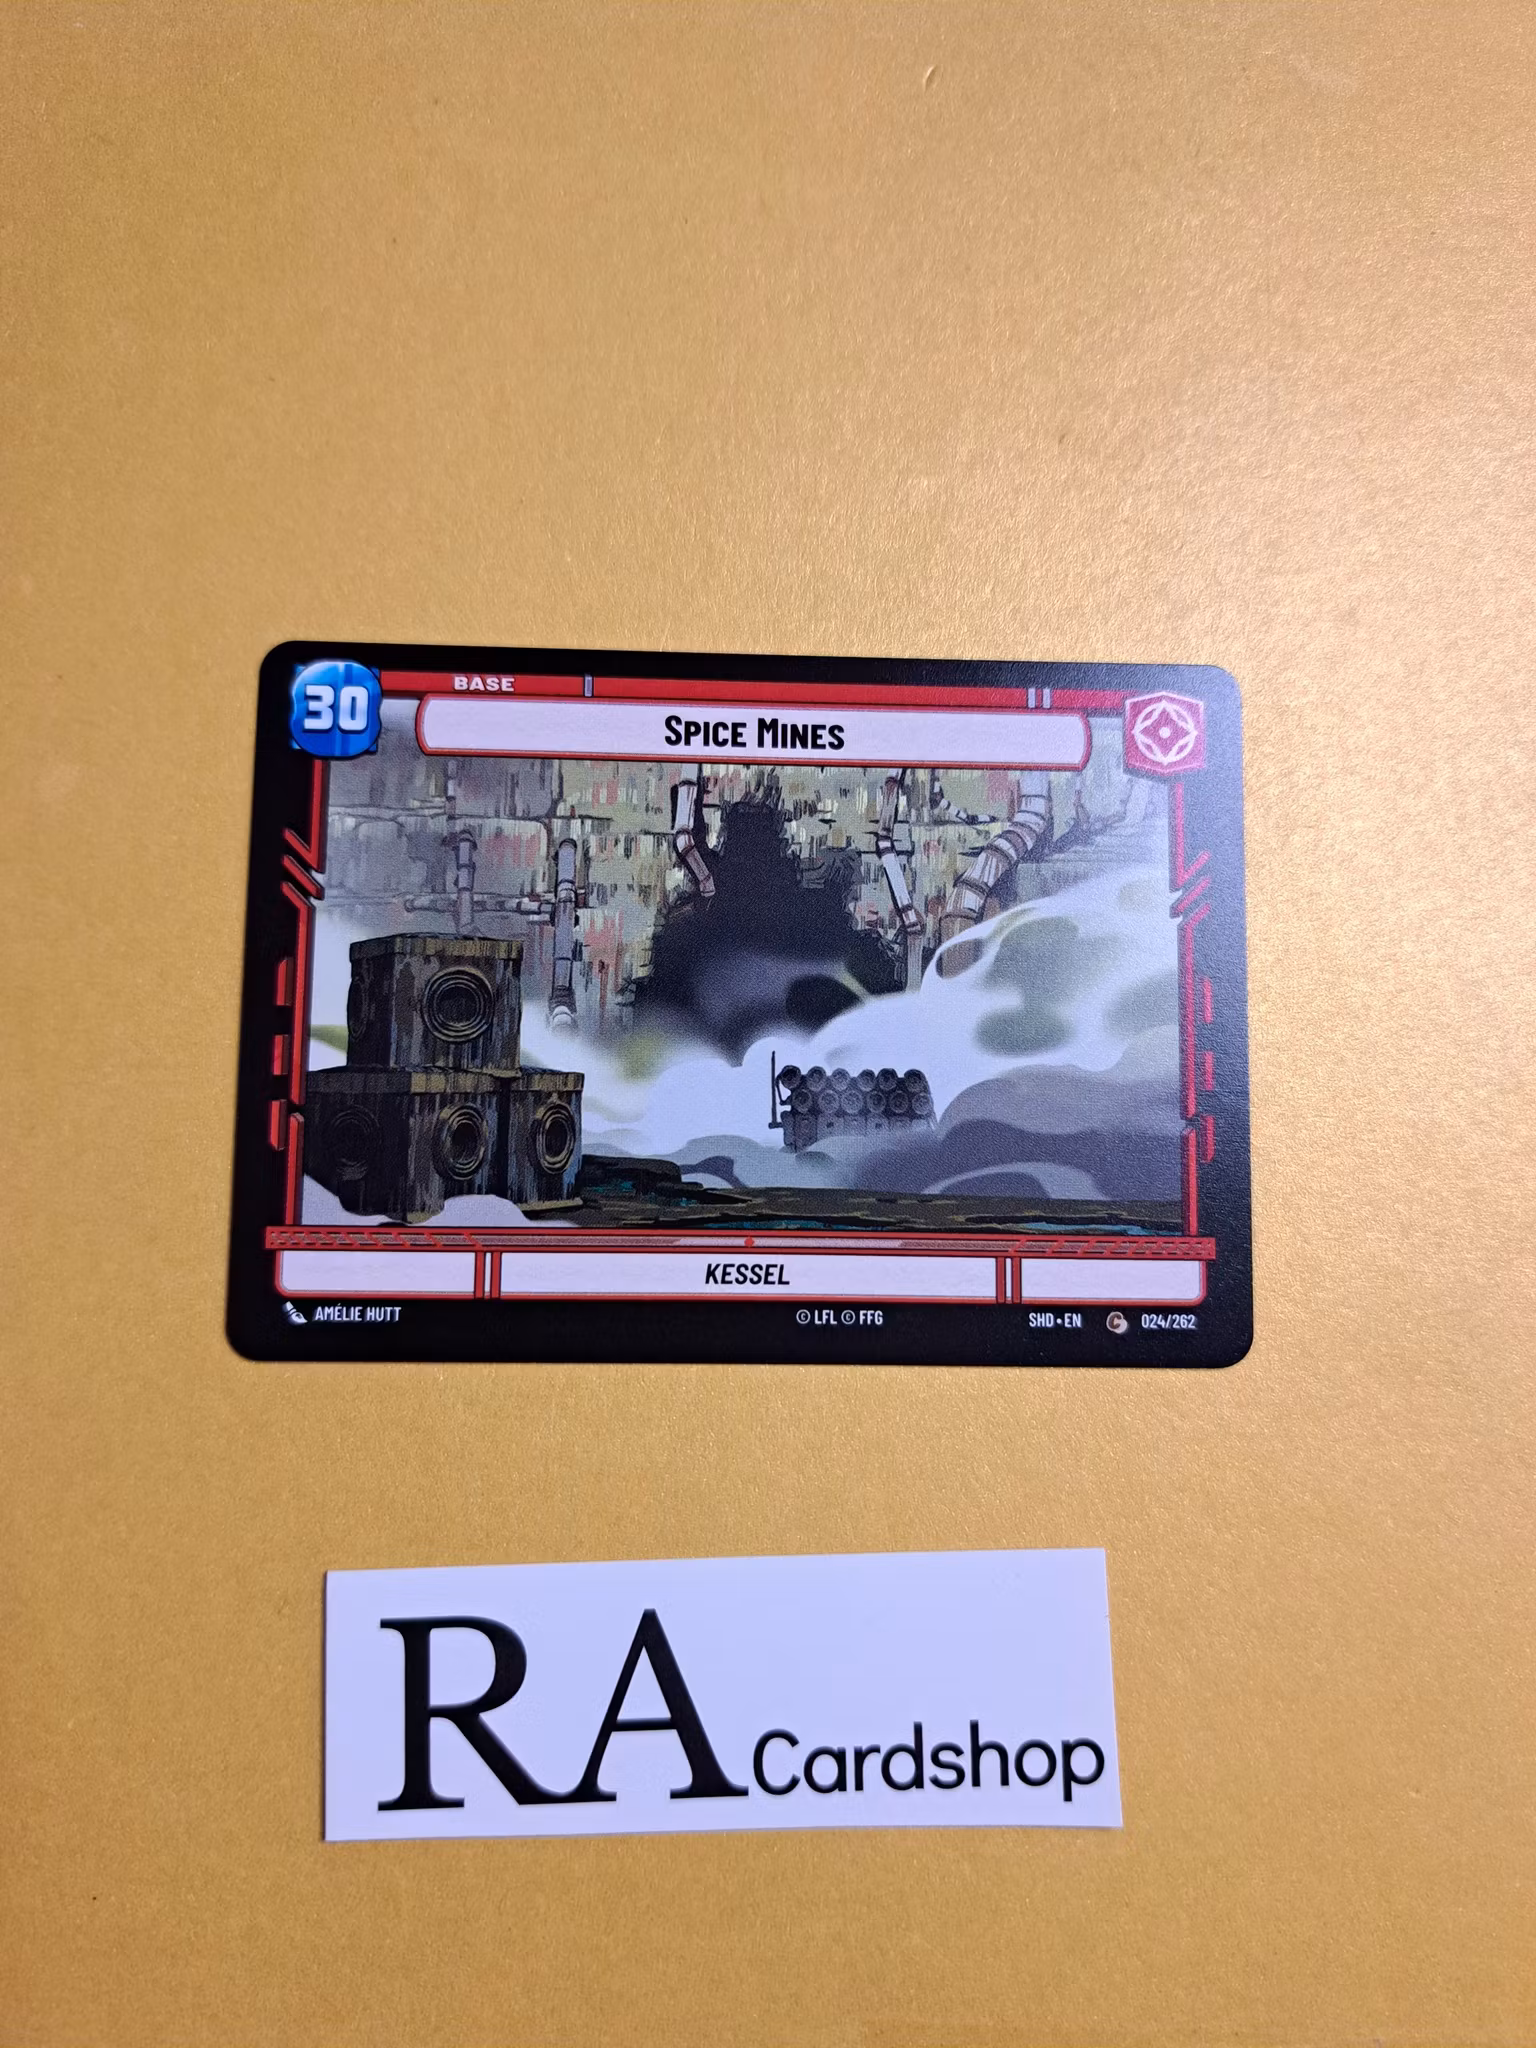 BASE
30
SPICE MINES
KESSEL
AMÉLIE HUTT
© LFL © FFG
SHD • EN
C
024/262
RA Cardshop